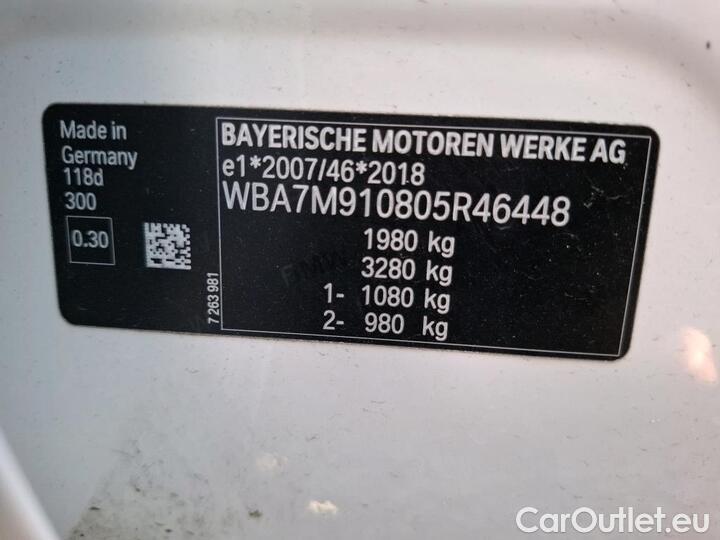 Made in
Germany
118d
300
0.30
7 263 981
BAYERISCHE MOTOREN WERKE AG
e1*2007/46*2018
WBA7M910805R46448
1980 kg
3280 kg
1- 1080 kg
2- 980 kg
BMW
CarOutlet.eu